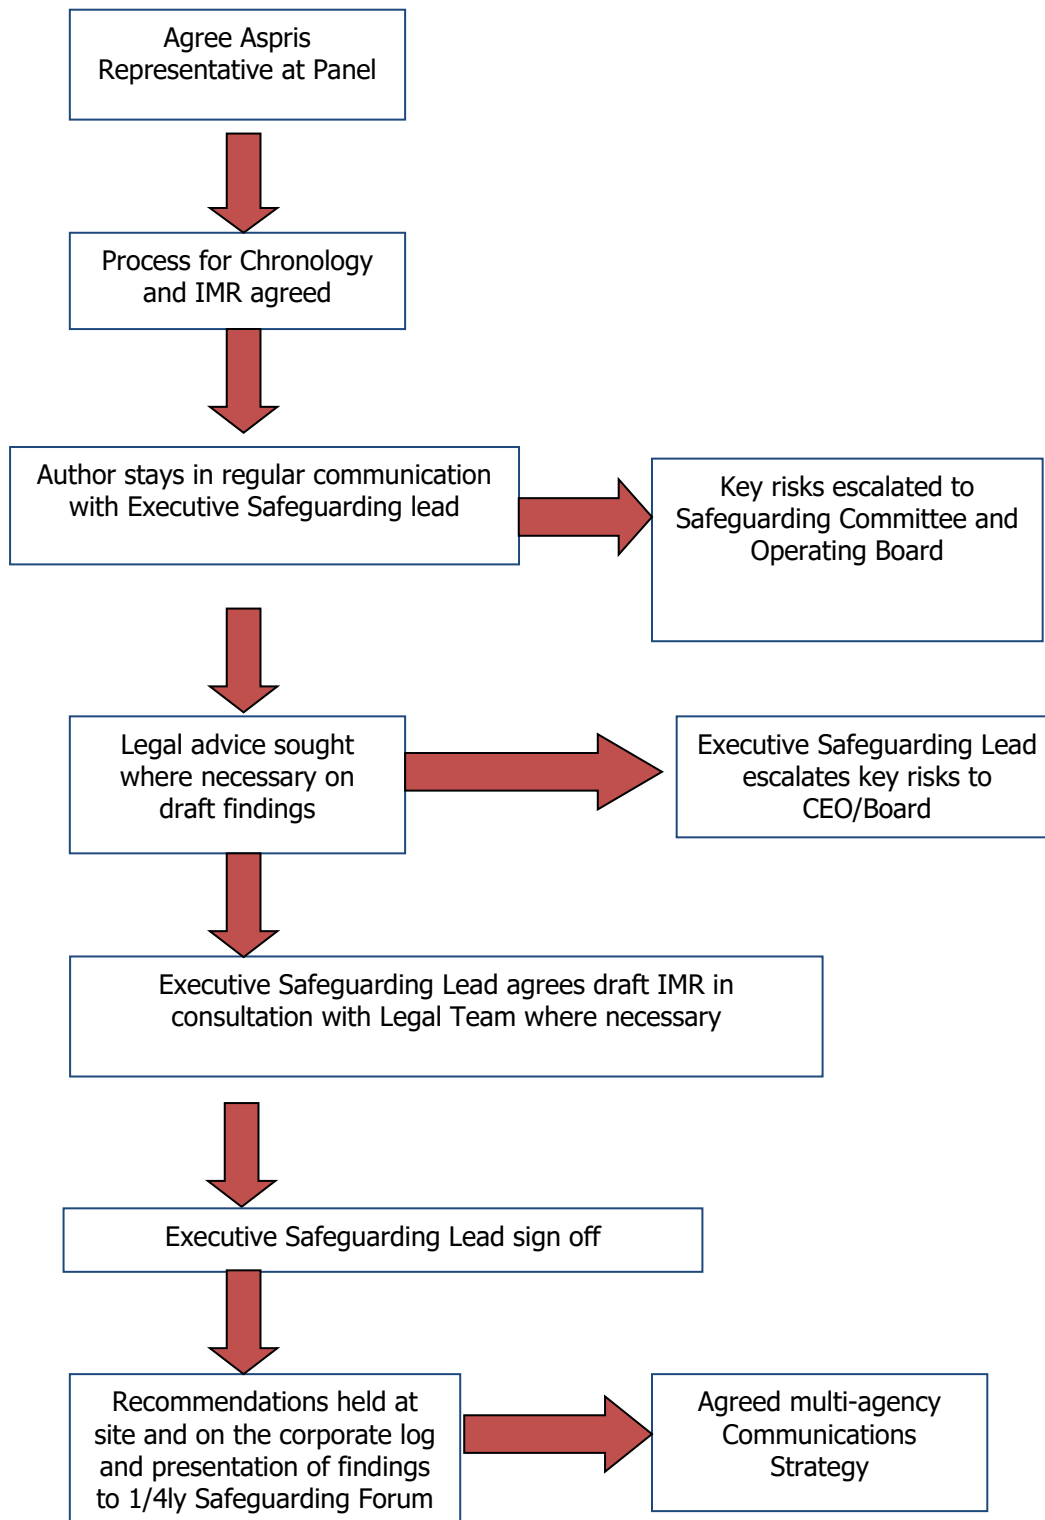 Agree Aspris
Representative at Panel
Process for Chronology
and IMR agreed
Author stays in regular communication
with Executive Safeguarding lead
Key risks escalated to
Safeguarding Committee and
Operating Board
Legal advice sought
where necessary on
draft findings
Executive Safeguarding Lead
escalates key risks to
CEO/Board
Executive Safeguarding Lead agrees draft IMR in
consultation with Legal Team where necessary
Executive Safeguarding Lead sign off
Recommendations held at
site and on the corporate log
and presentation of findings
to 1/4ly Safeguarding Forum
Agreed multi-agency
Communications
Strategy